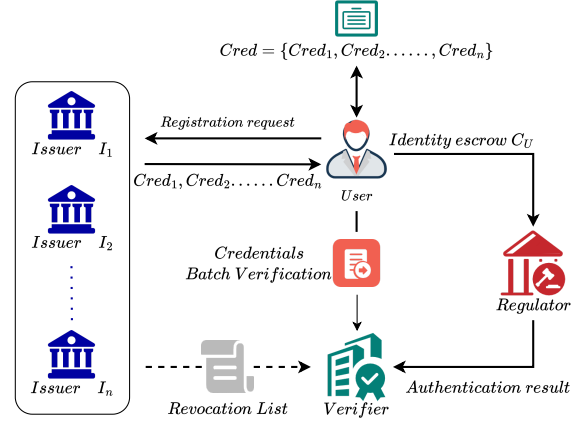 Cred = {Cred₁, Cred₂......, Credₙ}
Registration request
Issuer I₁
Identity escrow C_U
Cred₁, Cred₂...... Credₙ
User
Issuer I₂
Credentials
Batch Verification
Regulator
Issuer Iₙ
Authentication result
Revocation List
Verifier